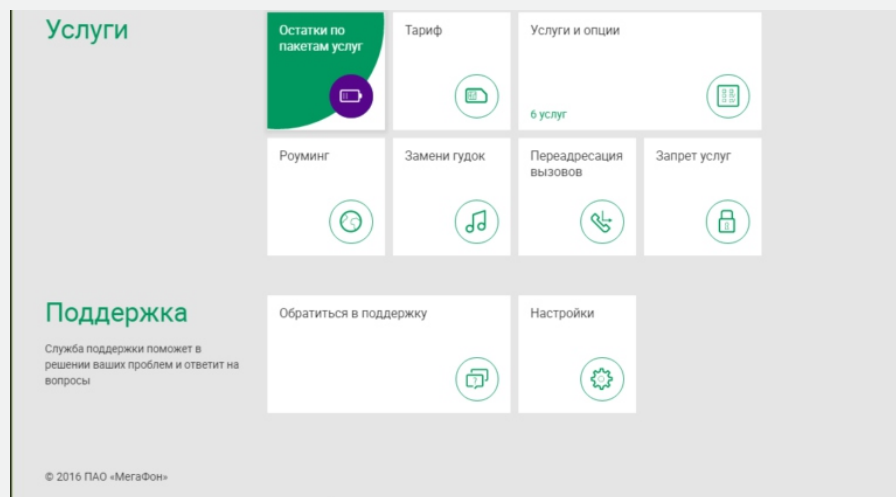 Услуги
Остатки по
пакетам услуг
Тариф
Услуги и опции
6 услуг
Роуминг
Замени гудок
Переадресация
вызовов
Запрет услуг
Поддержка
Служба поддержки поможет в
решении ваших проблем и ответит на
вопросы
Обратиться в поддержку
Настройки
© 2016 ПАО «МегаФон»